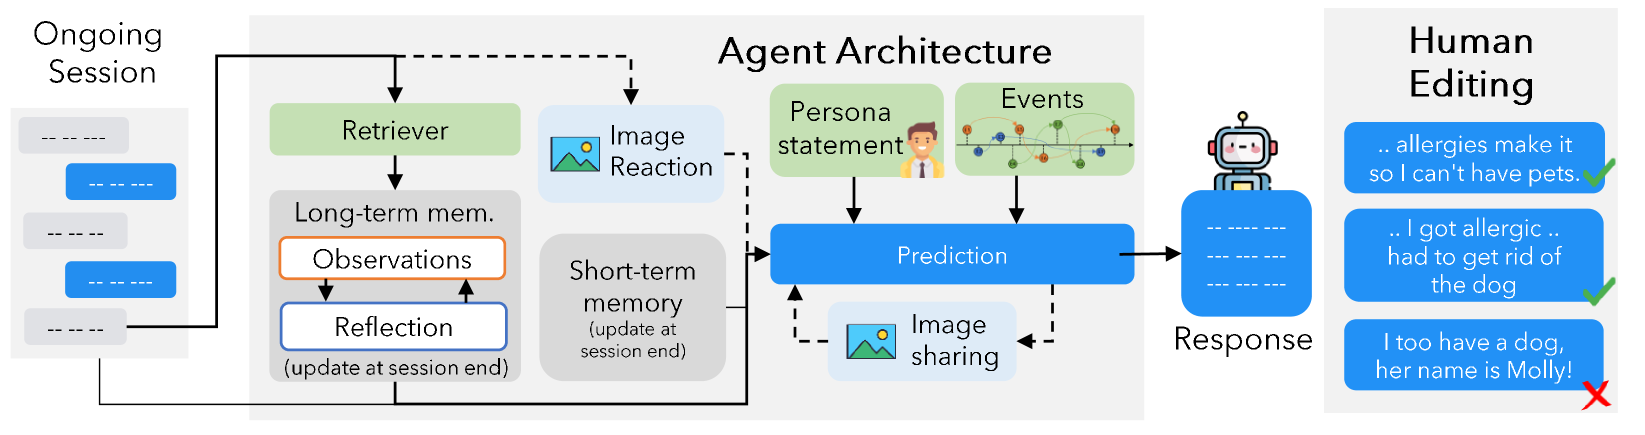 Ongoing
Session
-- -- ---
-- -- ---
-- -- --
-- -- ---
-- -- --
Agent Architecture
Retriever
Long-term mem.
Observations
Reflection
(update at session end)
Image
Reaction
Short-term
memory
(update at
session end)
Persona
statement
Events
Prediction
Image
sharing
-- ---- ---
-- --- ---
--- -- ---
Response
Human
Editing
.. allergies make it
so I can't have pets.
.. I got allergic ..
had to get rid of
the dog
I too have a dog,
her name is Molly!